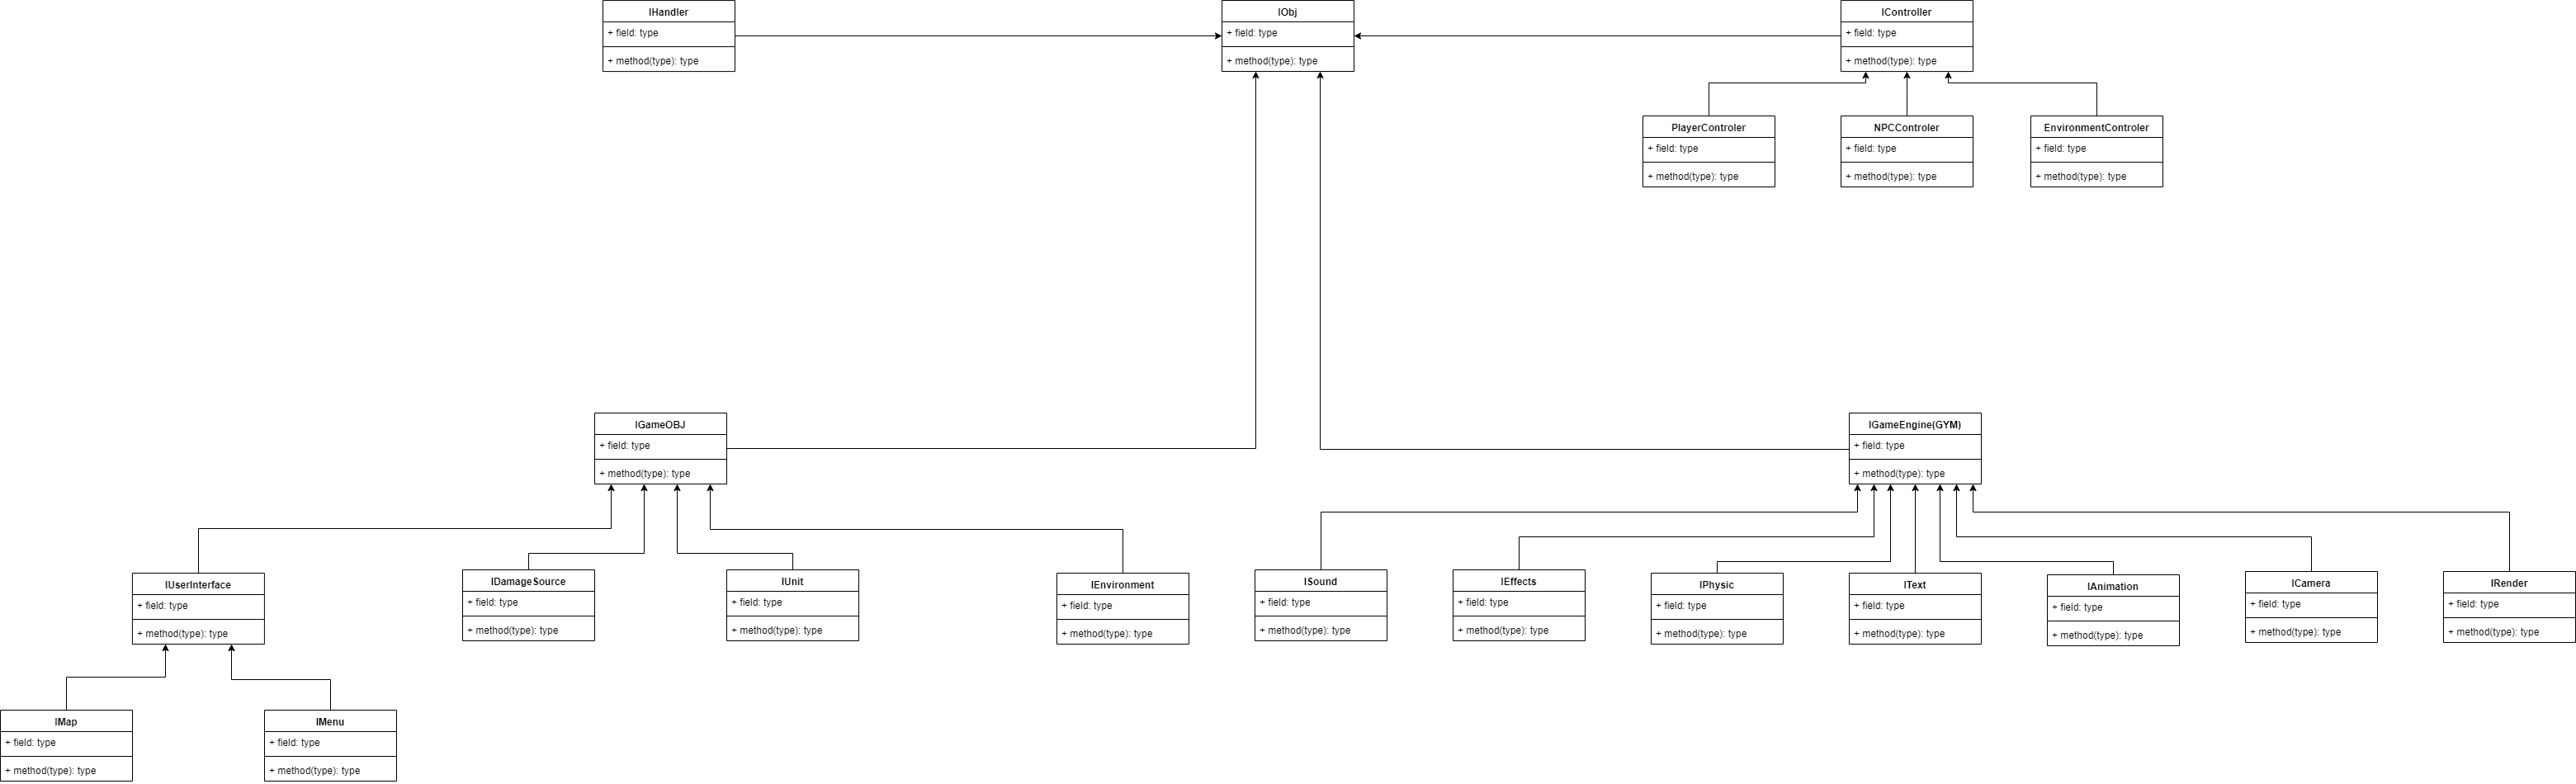 IHandler
+ field: type
+ method(type): type
IObj
+ field: type
+ method(type): type
IController
+ field: type
+ method(type): type
PlayerControler
+ field: type
+ method(type): type
NPCControler
+ field: type
+ method(type): type
EnvironmentControler
+ field: type
+ method(type): type
IGameOBJ
+ field: type
+ method(type): type
IGameEngine(GYM)
+ field: type
+ method(type): type
IUserInterface
+ field: type
+ method(type): type
IDamageSource
+ field: type
+ method(type): type
IUnit
+ field: type
+ method(type): type
IEnvironment
+ field: type
+ method(type): type
ISound
+ field: type
+ method(type): type
IEffects
+ field: type
+ method(type): type
IPhysic
+ field: type
+ method(type): type
IText
+ field: type
+ method(type): type
IAnimation
+ field: type
+ method(type): type
ICamera
+ field: type
+ method(type): type
IRender
+ field: type
+ method(type): type
IMap
+ field: type
+ method(type): type
IMenu
+ field: type
+ method(type): type